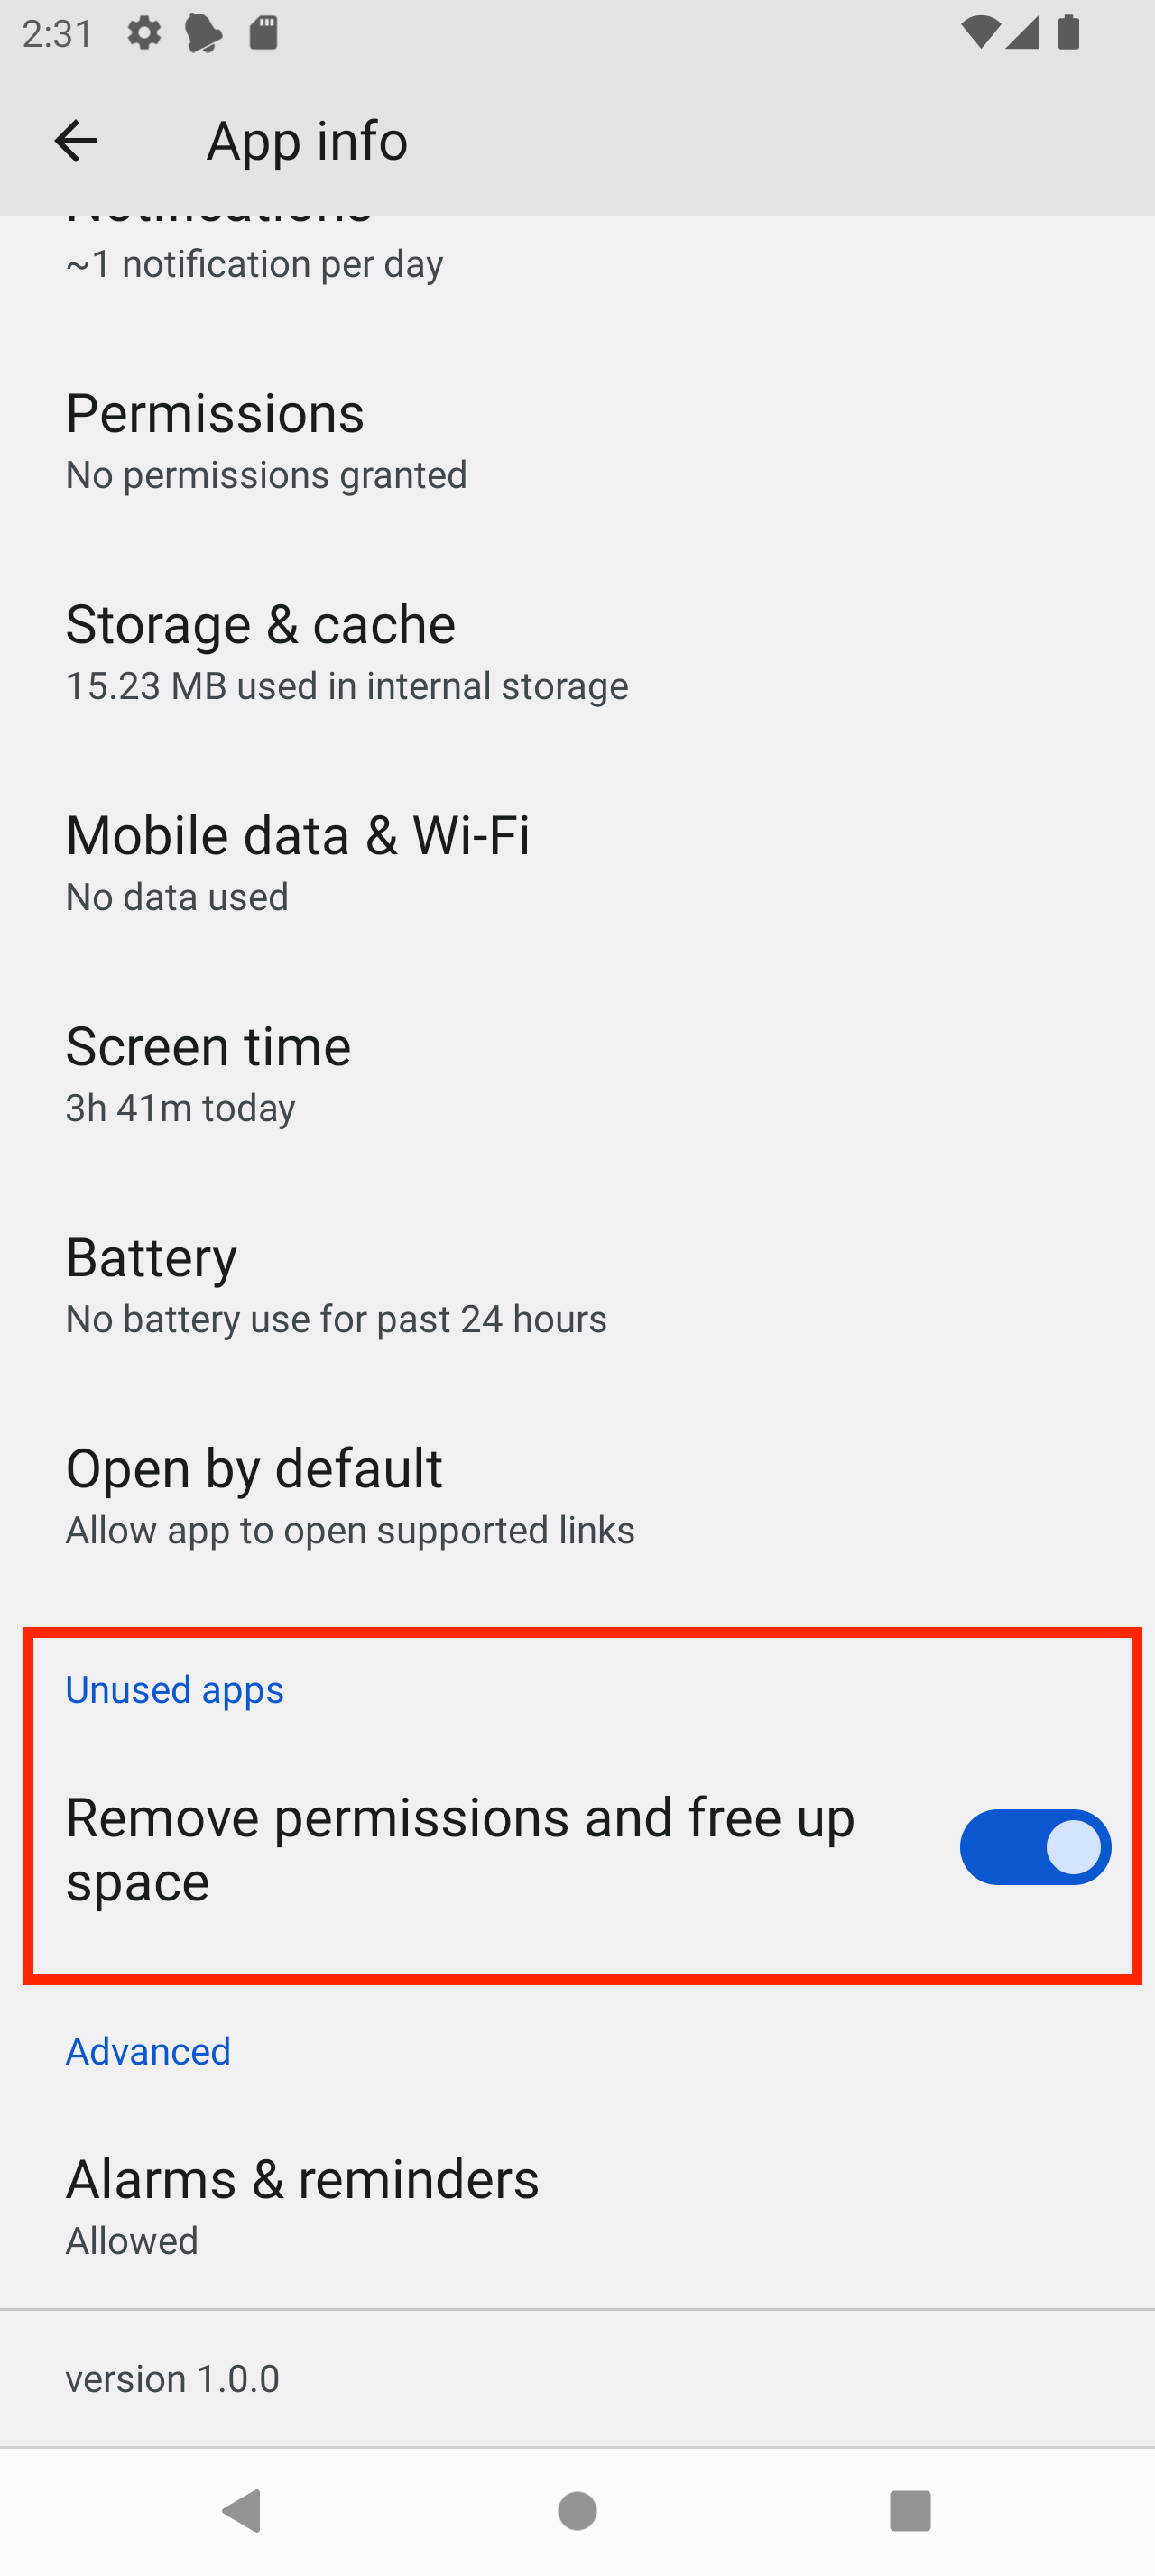 2:31
App info
Notifications
~1 notification per day
Permissions
No permissions granted
Storage & cache
15.23 MB used in internal storage
Mobile data & Wi-Fi
No data used
Screen time
3h 41m today
Battery
No battery use for past 24 hours
Open by default
Allow app to open supported links
Unused apps
Remove permissions and free up
space
Advanced
Alarms & reminders
Allowed
version 1.0.0